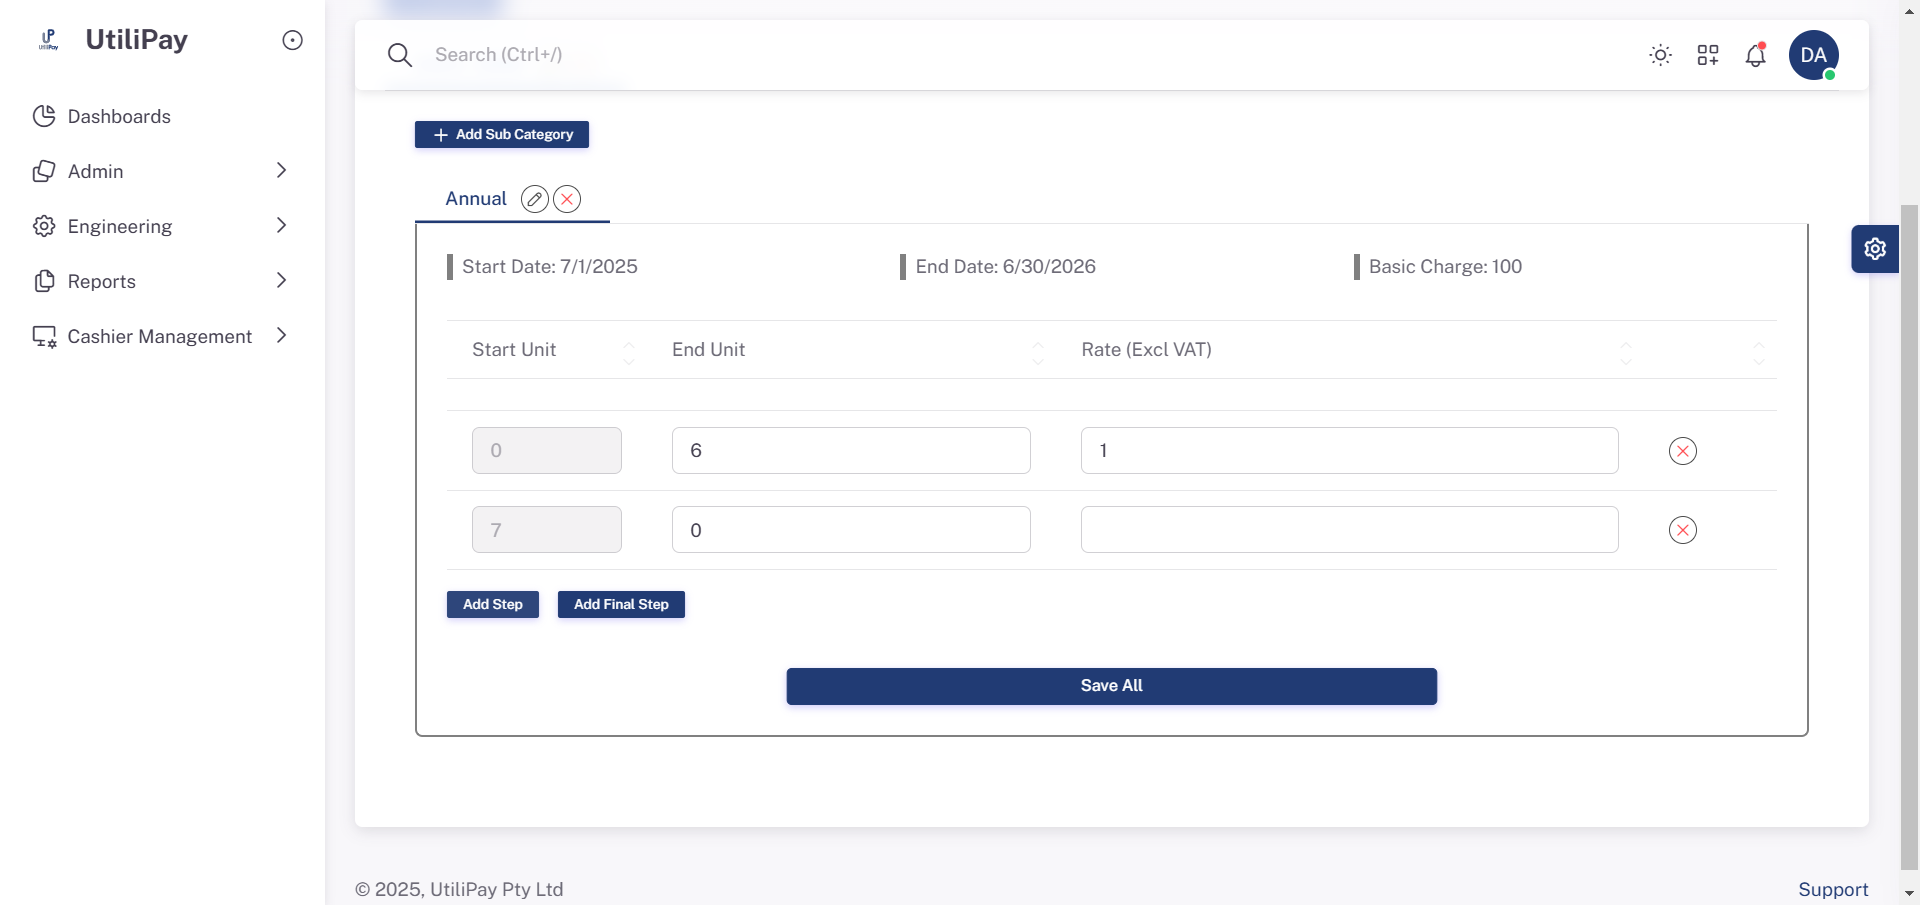 UP
UtiliPay
UtiliPay
Search (Ctrl+/)
DA
Dashboards
Admin
Engineering
Reports
Cashier Management
+ Add Sub Category
Annual
Start Date: 7/1/2025
End Date: 6/30/2026
Basic Charge: 100
Start Unit
End Unit
Rate (Excl VAT)
0
6
1
7
0
Add Step
Add Final Step
Save All
© 2025, UtiliPay Pty Ltd
Support